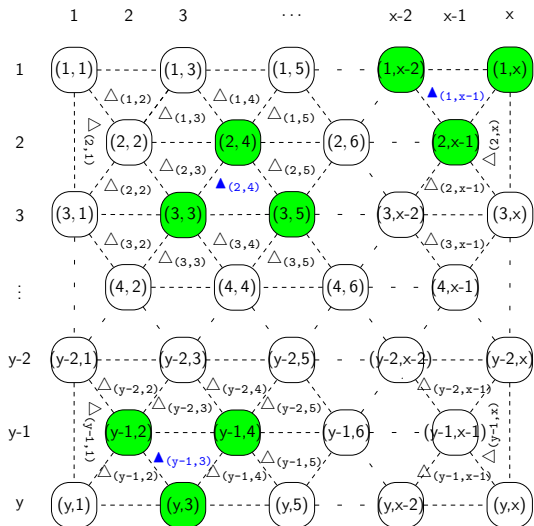 1 2 3 ··· x-2 x-1 x
1 (1,1) (1,3) (1,5) (1,x-2) (1,x)
△(1,2) △(1,4) ▲(1,x−1)
△(1,3) △(1,5)
2 △(2,1) (2,2) (2,4) (2,6) (2,x-1) △(2,x)
△(2,3) △(2,5)
△(2,2) ▲(2,4) △(2,x−1)
3 (3,1) (3,3) (3,5) (3,x-2) (3,x)
△(3,2) △(3,4) △(3,x−1)
△(3,3) △(3,5)
⋮ (4,2) (4,4) (4,6) (4,x-1)
y-2 (y-2,1) (y-2,3) (y-2,5) (y-2,x-2) (y-2,x)
△(y−2,2) △(y−2,4) △(y−2,x−1)
△(y−2,3) △(y−2,5)
y-1 △(y−1,1) (y-1,2) (y-1,4) (y-1,6) (y-1,x-1) △(y−1,x)
▲(y−1,3) △(y−1,5)
△(y−1,2) △(y−1,4) △(y−1,x−1)
y (y,1) (y,3) (y,5) (y,x-2) (y,x)